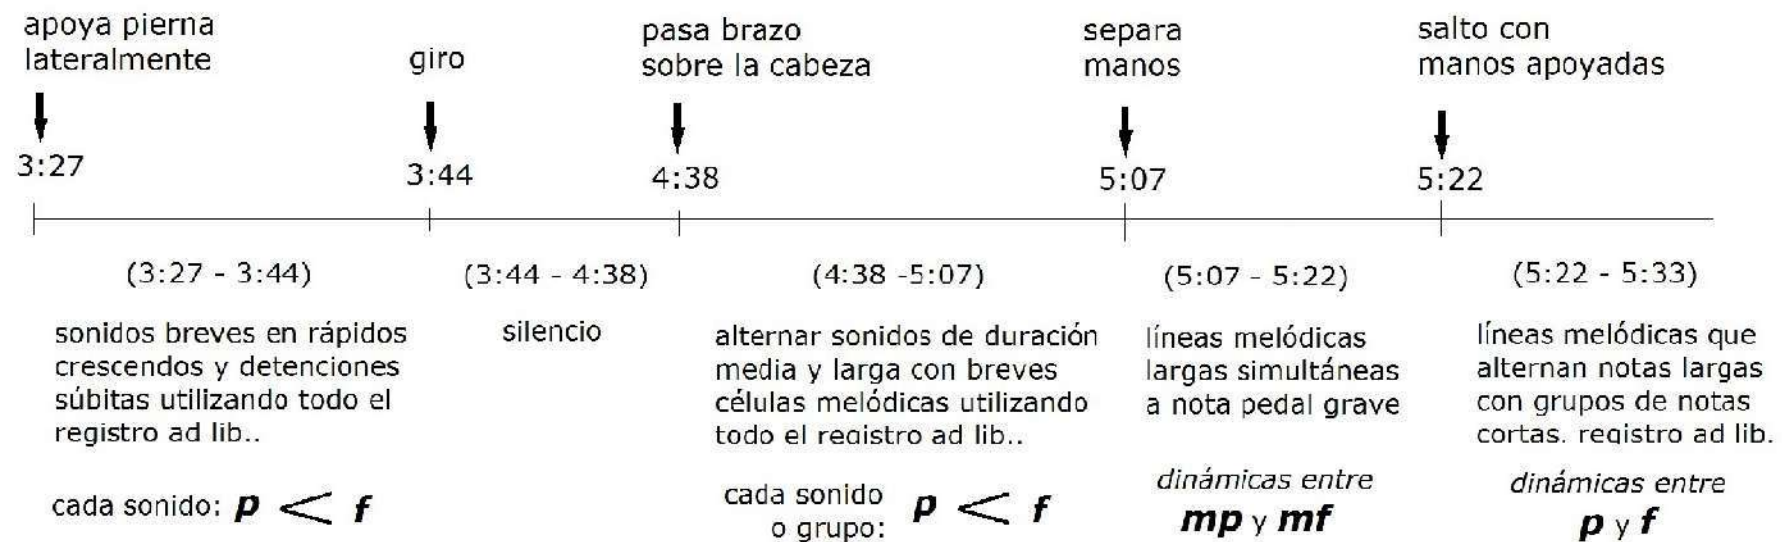 apoya pierna
lateralmente
giro
pasa brazo
sobre la cabeza
separa
manos
salto con
manos apoyadas
3:27
3:44
4:38
5:07
5:22
(3:27 - 3:44)
(3:44 - 4:38)
(4:38 -5:07)
(5:07 - 5:22)
(5:22 - 5:33)
sonidos breves en rápidos
crescendos y detenciones
súbitas utilizando todo el
registro ad lib..
silencio
alternar sonidos de duración
media y larga con breves
células melódicas utilizando
todo el registro ad lib..
líneas melódicas
largas simultáneas
a nota pedal grave
líneas melódicas que
alternan notas largas
con grupos de notas
cortas. registro ad lib.
cada sonido: p < f
cada sonido
o grupo: p < f
dinámicas entre
mp y mf
dinámicas entre
p y f